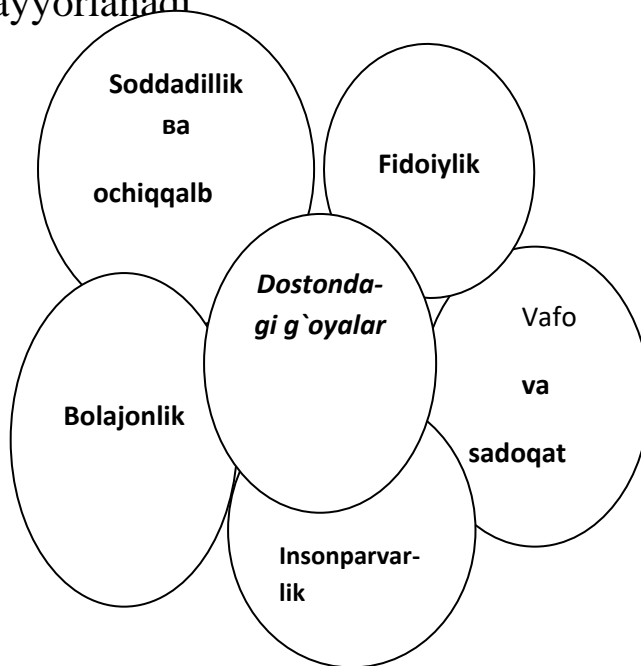 ayyorlanadi
Soddadillik
ва
ochiqqalb
Fidoiylik
Dostonda-
gi g`oyalar
Vafo
va
sadoqat
Bolajonlik
Insonparvar-
lik